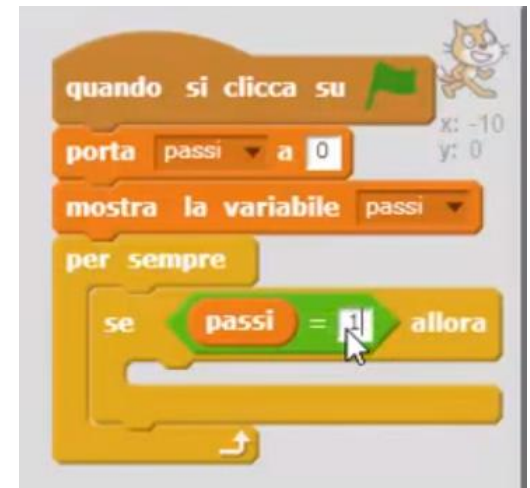 quando si clicca su
x: -10
y: 0
porta passi a 0
mostra la variabile passi
per sempre
se passi = 1 allora